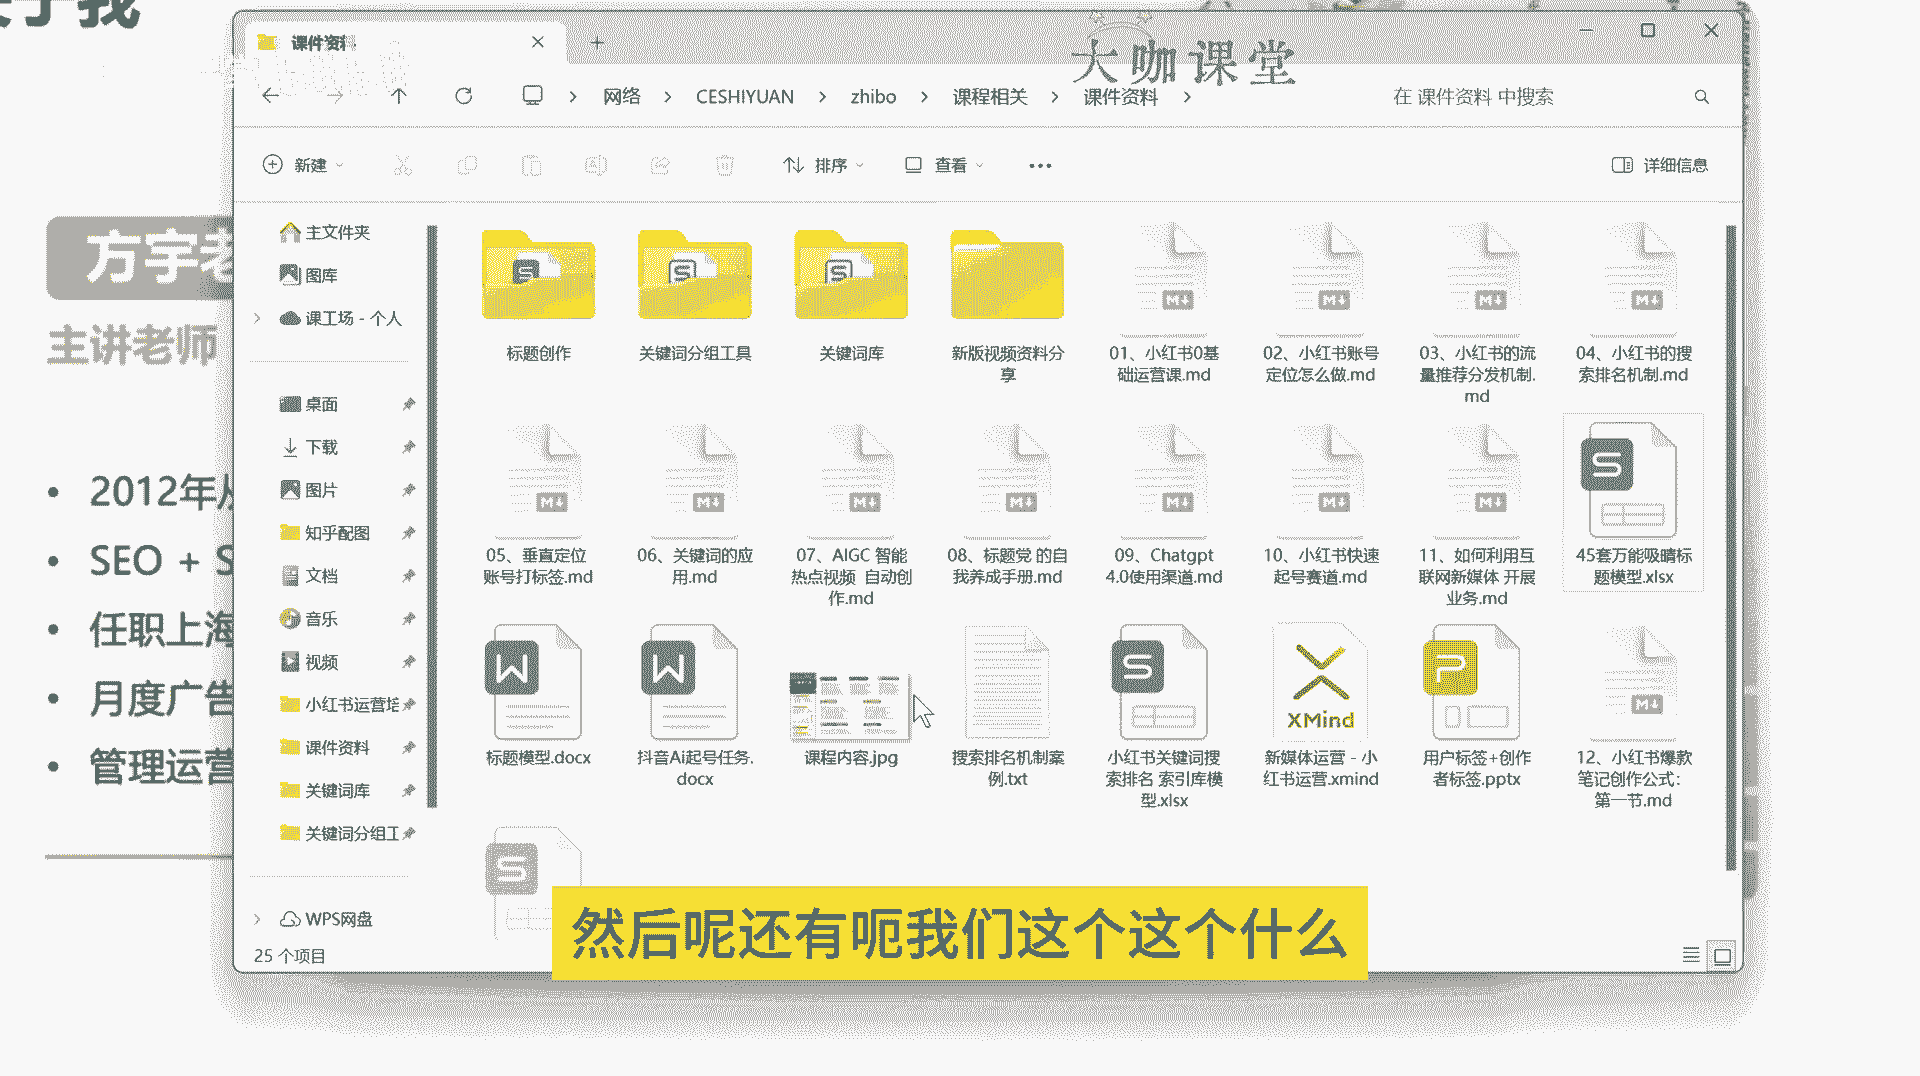 于我
课件资料
大咖课堂
网络 > CESHIYUAN > zhibo > 课程相关 > 课件资料 >
在 课件资料 中搜索
新建
排序
查看
详细信息
方宇老
主讲老师
2012年从
SEO + S
任职上海
月度广告
管理运营
主文件夹
图库
课工场 - 个人
桌面
下载
图片
知乎配图
文档
音乐
视频
小红书运营培
课件资料
关键词库
关键词分组工
WPS网盘
25 个项目
标题创作
关键词分组工具
关键词库
新版视频资料分
享
01、小红书0基
础运营课.md
02、小红书账号
定位怎么做.md
03、小红书的流
量推荐分发机制.
md
04、小红书的搜
索排名机制.md
05、垂直定位
账号打标签.md
06、关键词的应
用.md
07、AIGC 智能
热点视频 自动创
作.md
08、标题党 的自
我养成手册.md
09、Chatgpt
4.0使用渠道.md
10、小红书快速
起号赛道.md
11、如何利用互
联网新媒体 开展
业务.md
45套万能吸睛标
题模型.xlsx
标题模型.docx
抖音Ai起号任务.
docx
课程内容.jpg
搜索排名机制案
例.txt
小红书关键词搜
索排名 索引库模
型.xlsx
XMind
新媒体运营 - 小
红书运营.xmind
用户标签+创作
者标签.pptx
12、小红书爆款
笔记创作公式：
第一节.md
然后呢还有呃我们这个这个什么